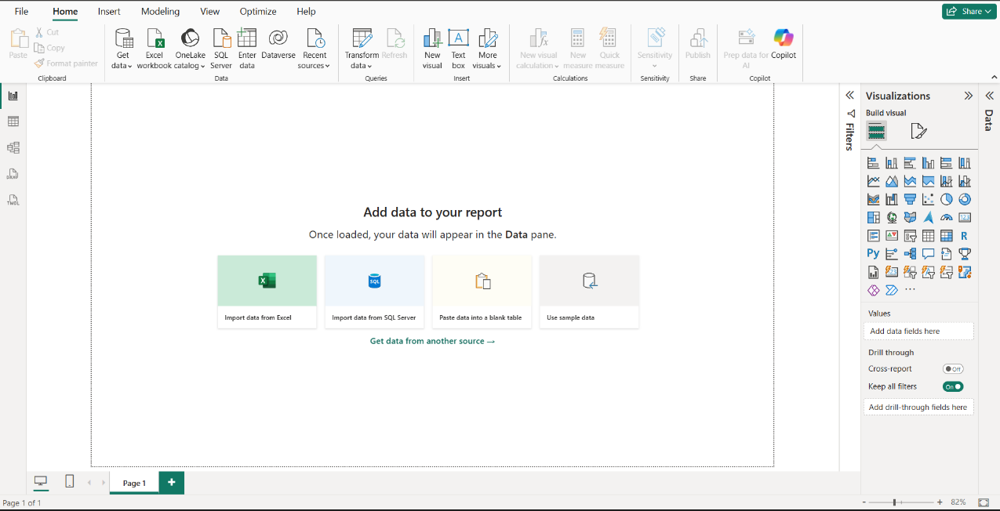 File Home Insert Modeling View Optimize Help Share
Paste Cut Copy Format painter
Clipboard
Get data Excel workbook OneLake catalog SQL Server Enter data Dataverse Recent sources
Data
Transform data Refresh
Queries
New visual Text box More visuals
Insert
New visual calculation New measure Quick measure
Calculations
Sensitivity
Sensitivity
Publish
Share
Prep data for AI Copilot
Copilot
DAX
TMDL
Add data to your report
Once loaded, your data will appear in the Data pane.
SQL
Import data from Excel
Import data from SQL Server
Paste data into a blank table
Use sample data
Get data from another source →
Filters
Visualizations
Build visual
123
R
Py
123
...
Values
Add data fields here
Drill through
Cross-report Off
Keep all filters On
Add drill-through fields here
Data
Page 1 +
Page 1 of 1
- + 82%